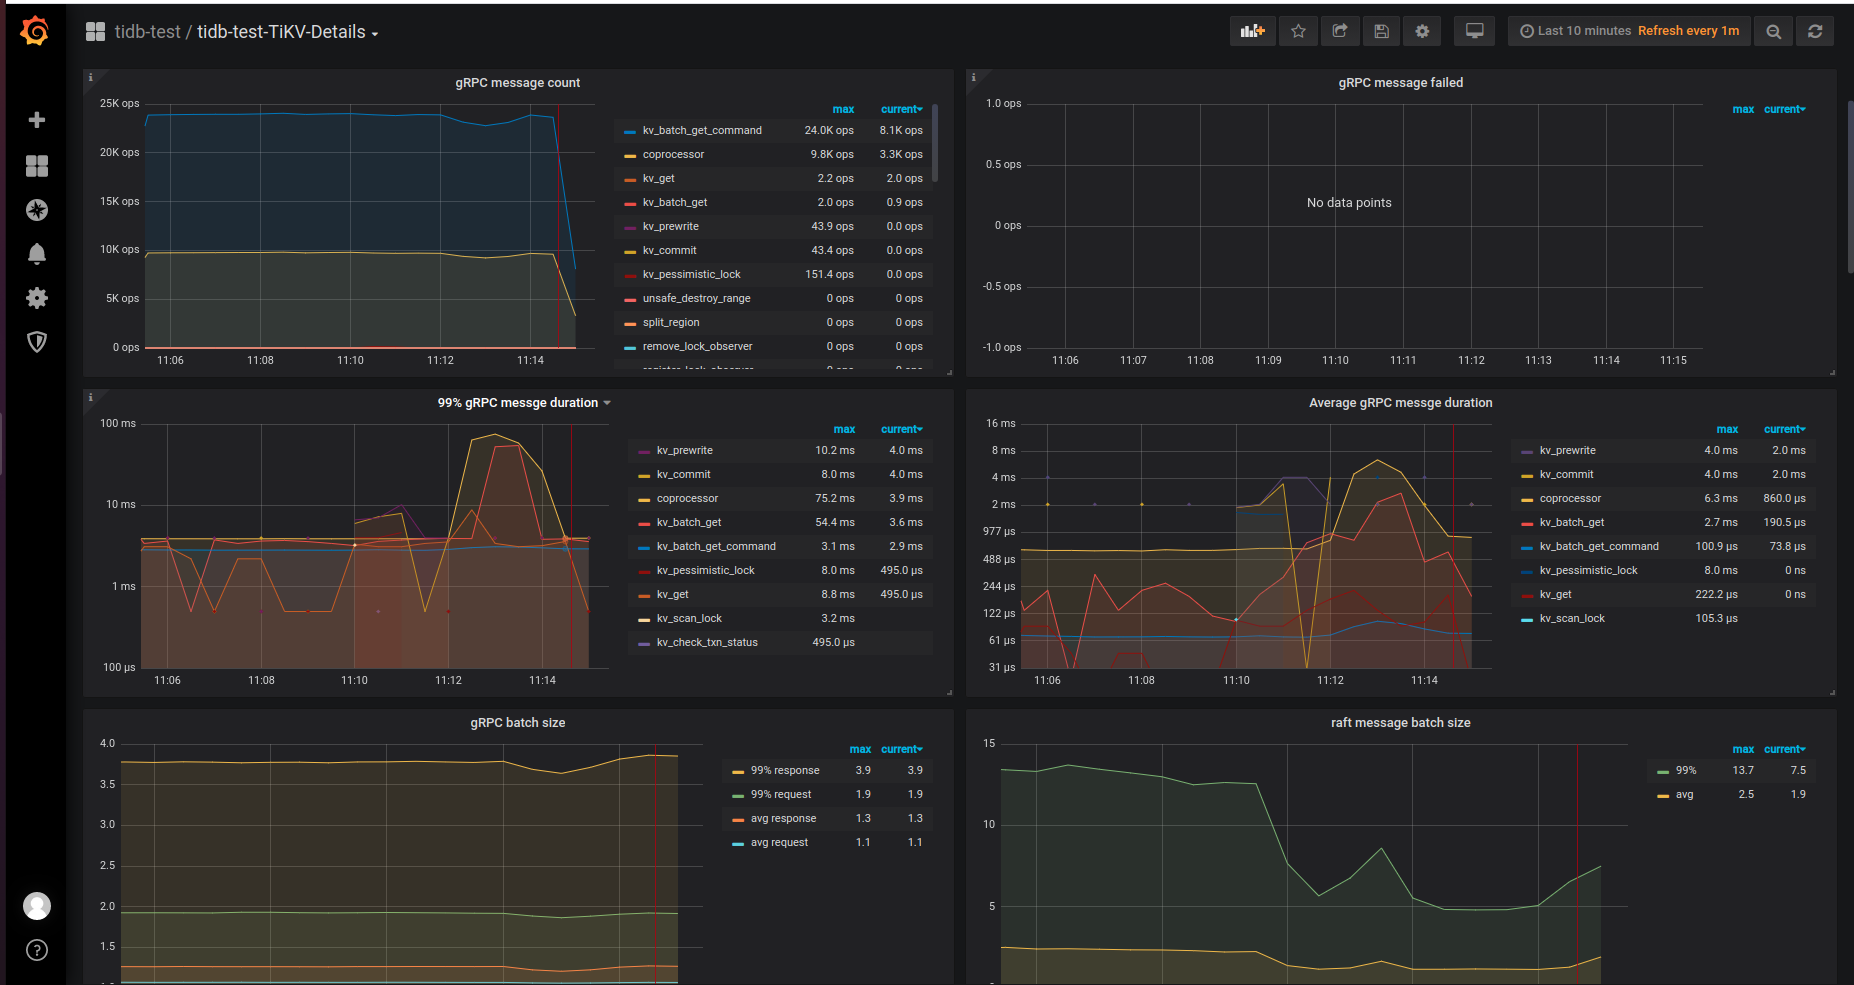 tidb-test / tidb-test-TiKV-Details
Last 10 minutes Refresh every 1m
gRPC message count
25K ops
20K ops
15K ops
10K ops
5K ops
0 ops
11:06 11:08 11:10 11:12 11:14
max current
kv_batch_get_command 24.0K ops 8.1K ops
coprocessor 9.8K ops 3.3K ops
kv_get 2.2 ops 2.0 ops
kv_batch_get 2.0 ops 0.9 ops
kv_prewrite 43.9 ops 0.0 ops
kv_commit 43.4 ops 0.0 ops
kv_pessimistic_lock 151.4 ops 0.0 ops
unsafe_destroy_range 0 ops 0 ops
split_region 0 ops 0 ops
remove_lock_observer 0 ops 0 ops
gRPC message failed
1.0 ops
0.5 ops
0 ops
-0.5 ops
-1.0 ops
No data points
11:06 11:07 11:08 11:09 11:10 11:11 11:12 11:13 11:14 11:15
max current
99% gRPC messge duration
100 ms
10 ms
1 ms
100 µs
11:06 11:08 11:10 11:12 11:14
max current
kv_prewrite 10.2 ms 4.0 ms
kv_commit 8.0 ms 4.0 ms
coprocessor 75.2 ms 3.9 ms
kv_batch_get 54.4 ms 3.6 ms
kv_batch_get_command 3.1 ms 2.9 ms
kv_pessimistic_lock 8.0 ms 495.0 µs
kv_get 8.8 ms 495.0 µs
kv_scan_lock 3.2 ms
kv_check_txn_status 495.0 µs
Average gRPC messge duration
16 ms
8 ms
4 ms
2 ms
977 µs
488 µs
244 µs
122 µs
61 µs
31 µs
11:06 11:08 11:10 11:12 11:14
max current
kv_prewrite 4.0 ms 2.0 ms
kv_commit 4.0 ms 2.0 ms
coprocessor 6.3 ms 860.0 µs
kv_batch_get 2.7 ms 190.5 µs
kv_batch_get_command 100.9 µs 73.8 µs
kv_pessimistic_lock 8.0 ms 0 ns
kv_get 222.2 µs 0 ns
kv_scan_lock 105.3 µs
gRPC batch size
4.0
3.5
3.0
2.5
2.0
1.5
max current
99% response 3.9 3.9
99% request 1.9 1.9
avg response 1.3 1.3
avg request 1.1 1.1
raft message batch size
15
10
5
max current
99% 13.7 7.5
avg 2.5 1.9